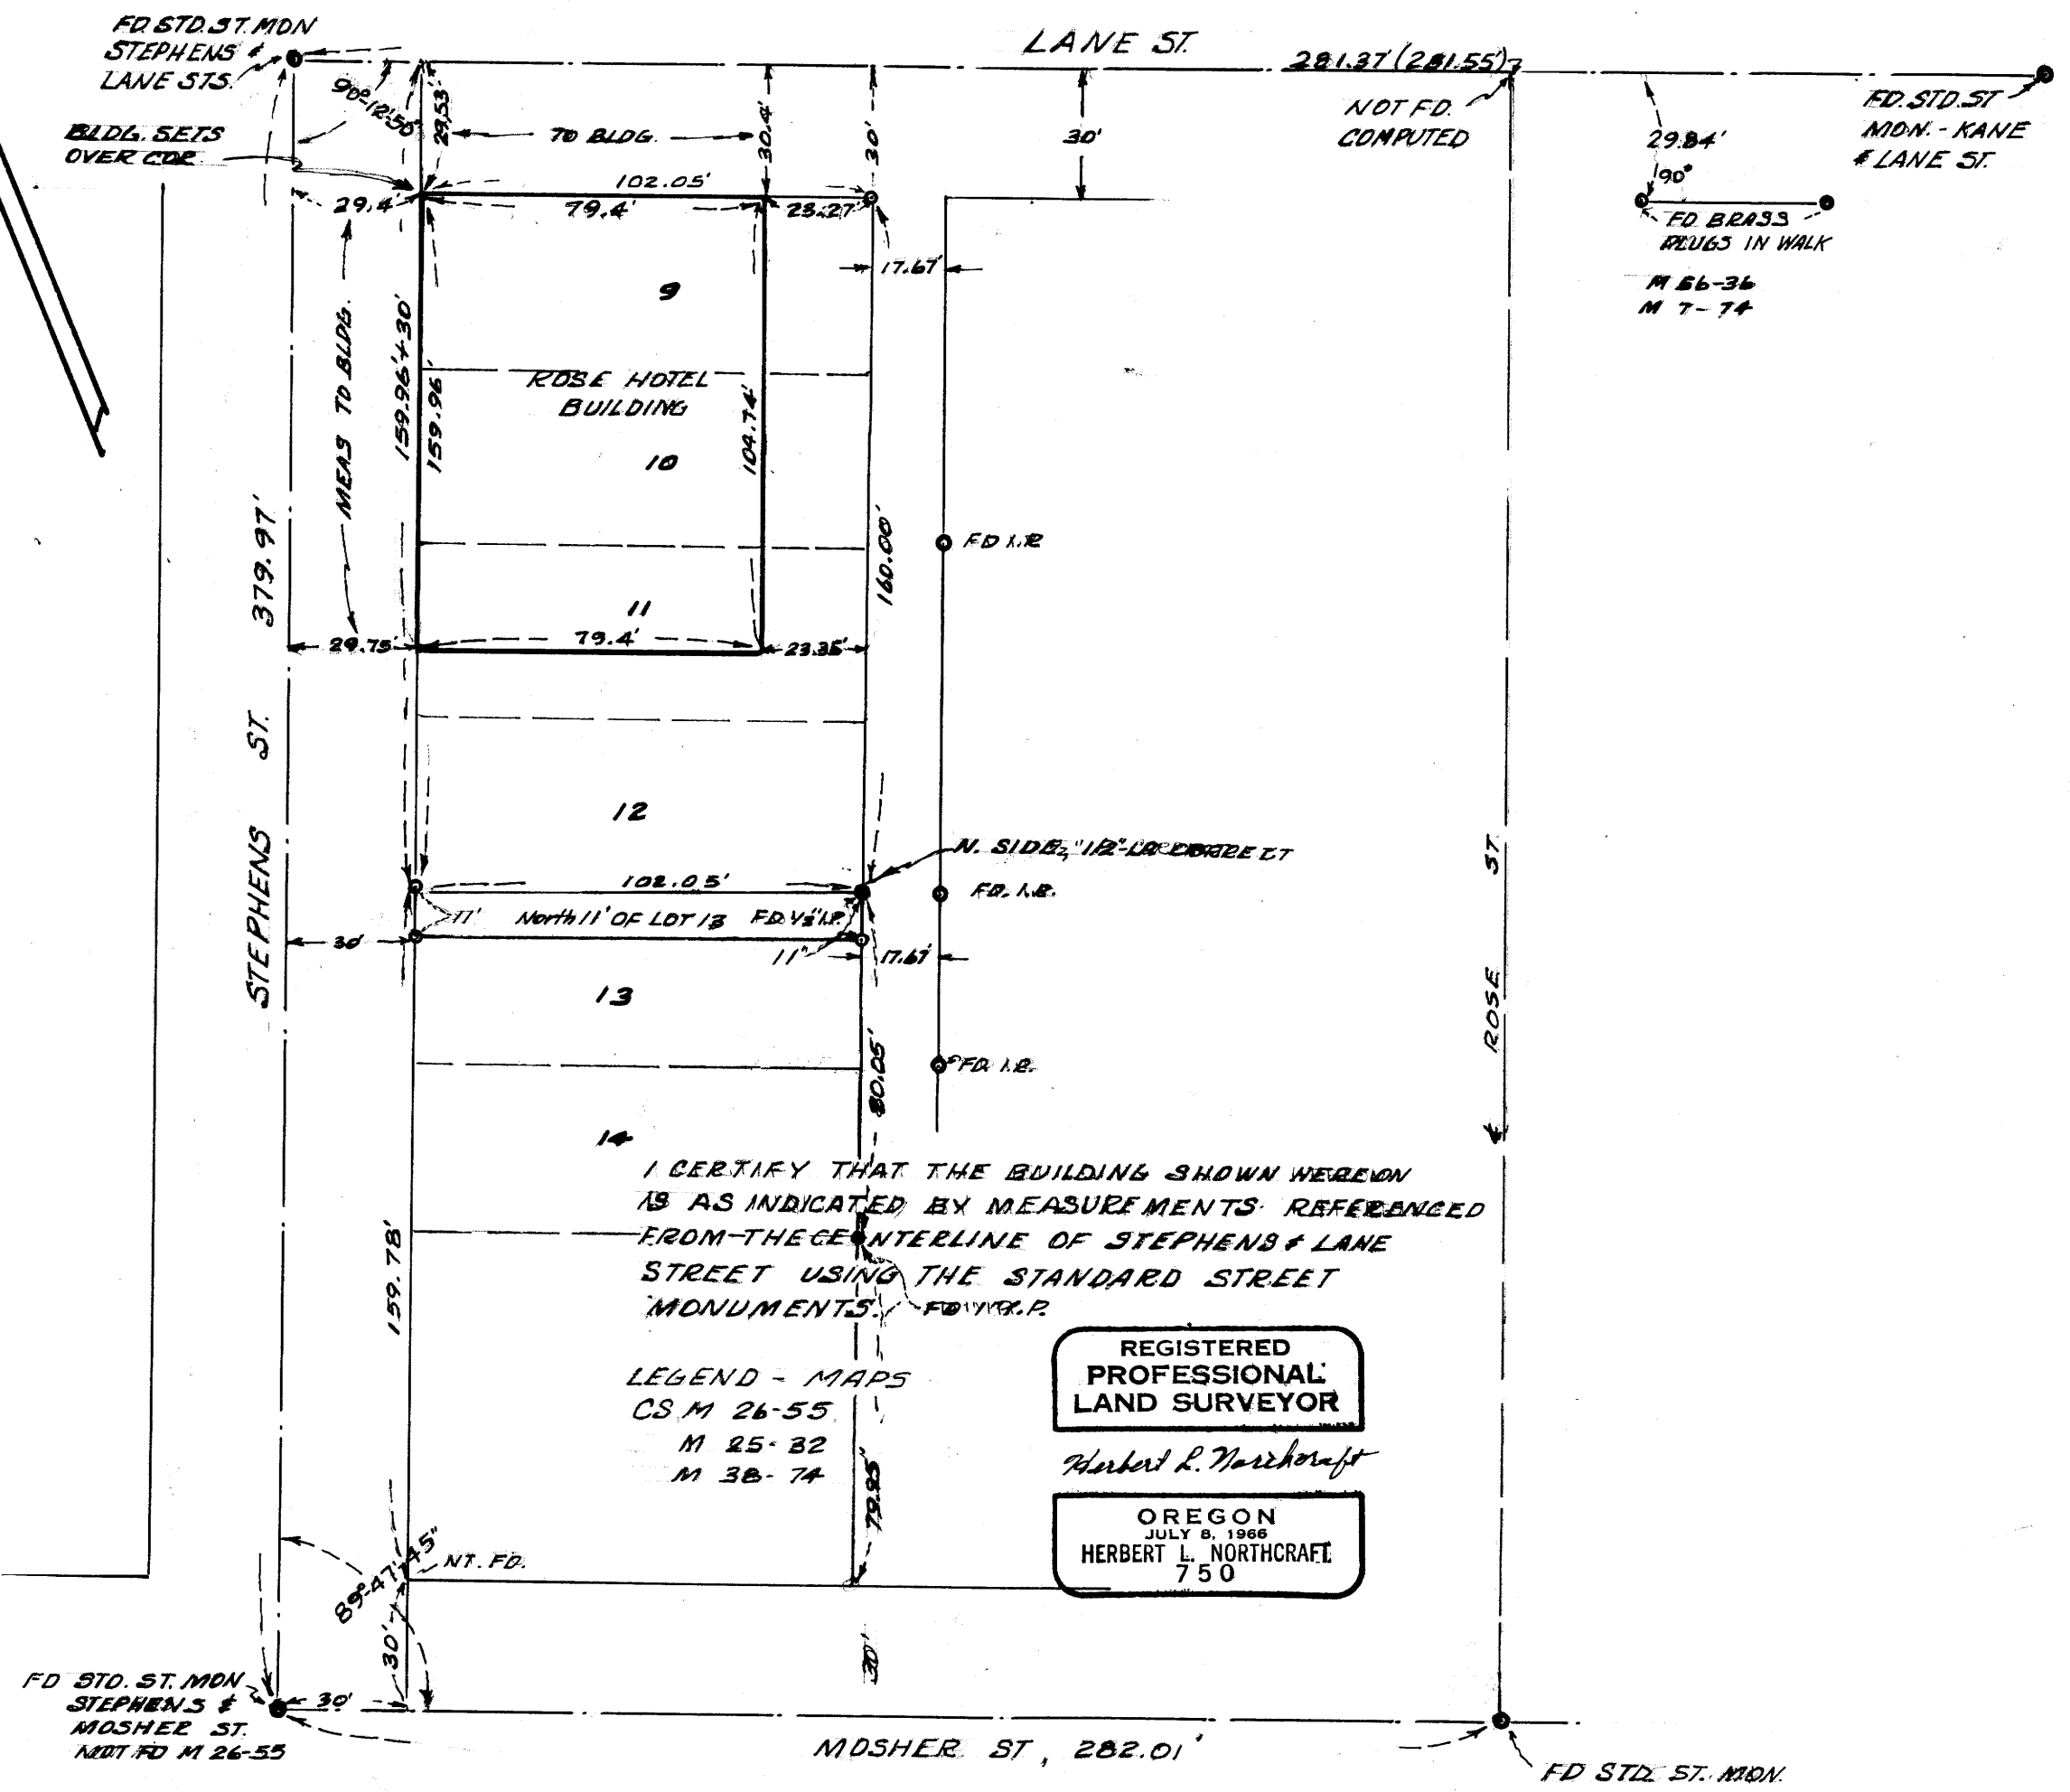 FD. STD. ST. MON
STEPHENS &
LANE STS.
LANE ST.
281.37' (281.55')
NOT FD.
COMPUTED
FD. STD. ST
MON. - KANE
& LANE ST.
90°-12'-50"
29.53'
TO BLDG.
30.4'
30'
30'
29.84'
90°
BLDG. SETS
OVER COR.
FD BRASS
PLUGS IN WALK
M 56-36
M 7-74
102.05'
29.4'
79.4'
23.27'
17.67'
9
MEAS TO BLDG.
159.96'+30'
159.96'
ROSE HOTEL
BUILDING
104.74'
10
379.97'
160.00'
FD I.R
11
29.75'
79.4'
23.35'
STEPHENS ST.
12
N. SIDE,
102.05'
FD. I.R.
11'
North 11' OF LOT 13
FD. 1/2" I.P.
30'
11"
17.67'
13
ROSE ST
80.05'
FD. I.R.
14
I CERTIFY THAT THE BUILDING SHOWN HEREON
IS AS INDICATED BY MEASUREMENTS REFERENCED
FROM THE CENTERLINE OF STEPHENS & LANE
STREET USING THE STANDARD STREET
MONUMENTS.
159.78'
LEGEND - MAPS
CS M 26-55
M 25-32
M 38-74
REGISTERED
PROFESSIONAL
LAND SURVEYOR
Herbert L. Northcraft
OREGON
JULY 8, 1966
HERBERT L. NORTHCRAFT
750
79.95'
89°-47'-45"
NT. FD.
30'
30'
FD STD. ST. MON
STEPHENS &
MOSHER ST.
NOT FD M 26-55
30'
MOSHER ST, 282.01'
FD STD. ST. MON.